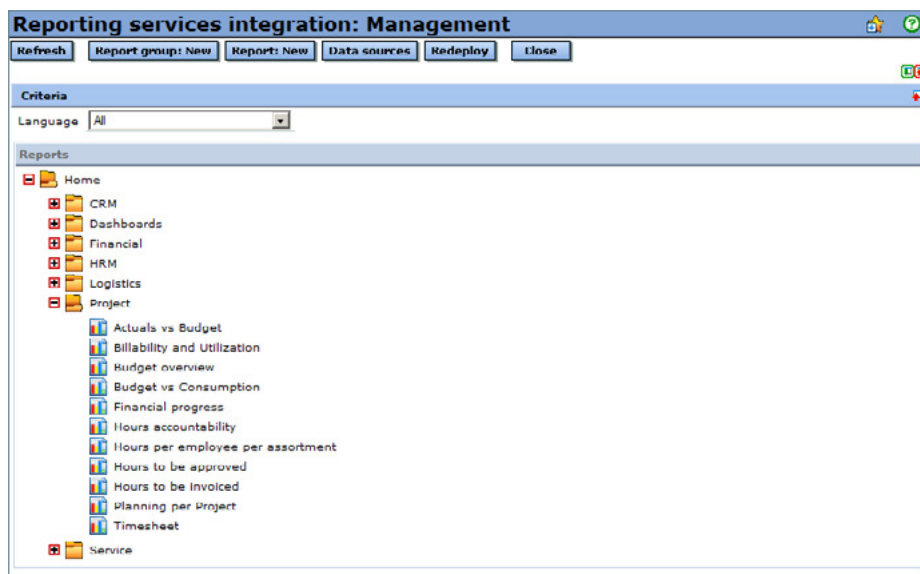 Reporting services integration: Management
Refresh Report group: New Report: New Data sources Redeploy Close
Criteria
Language All
Reports
Home
CRM
Dashboards
Financial
HRM
Logistics
Project
Actuals vs Budget
Billability and Utilization
Budget overview
Budget vs Consumption
Financial progress
Hours accountability
Hours per employee per assortment
Hours to be approved
Hours to be Invoiced
Planning per Project
Timesheet
Service